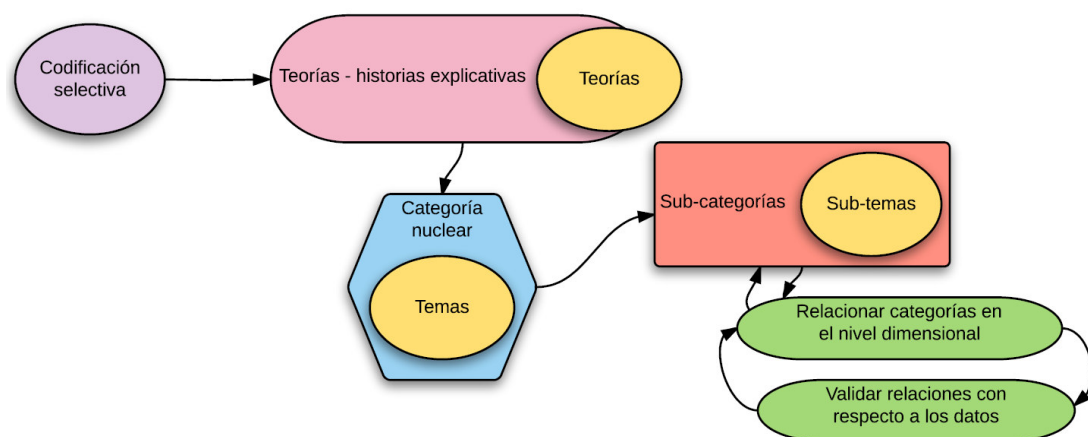 Codificación
selectiva
Teorías - historias explicativas
Teorías
Categoría
nuclear
Temas
Sub-categorías
Sub-temas
Relacionar categorías en
el nivel dimensional
Validar relaciones con
respecto a los datos